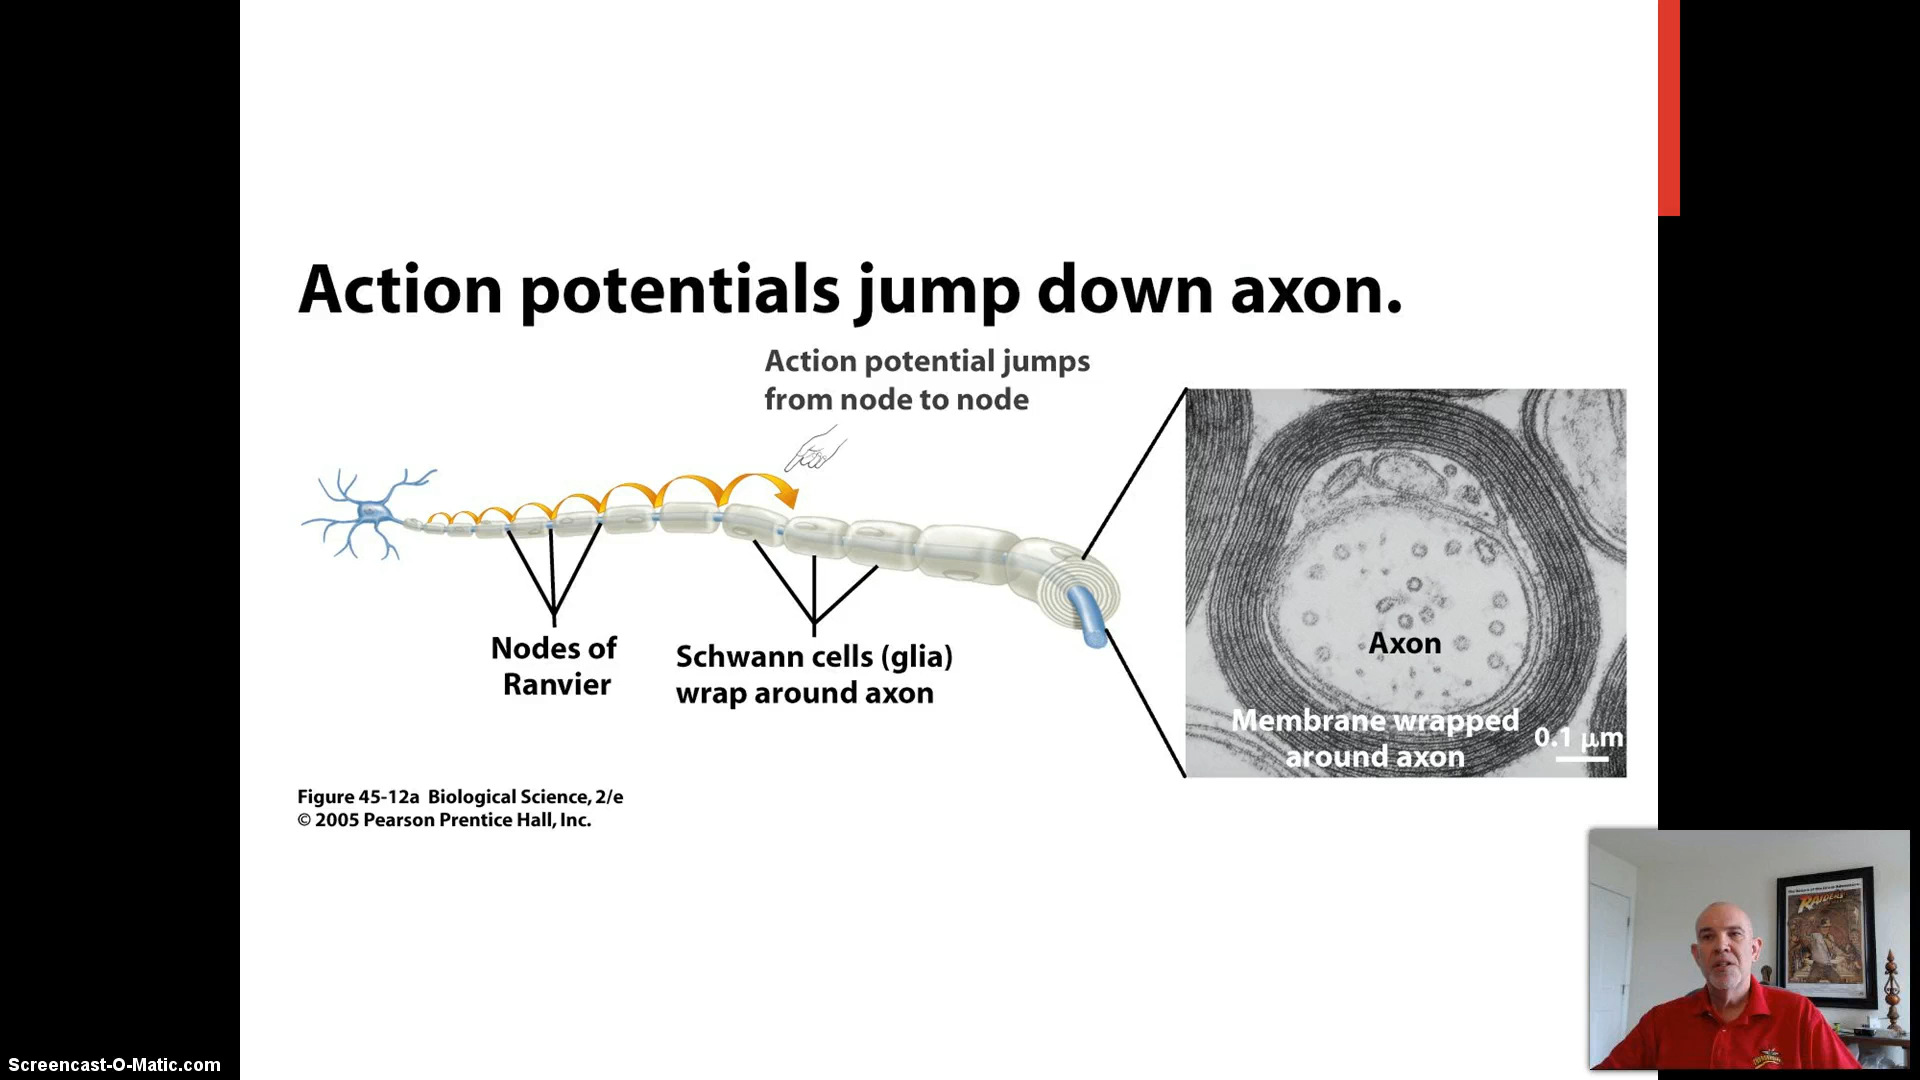 Action potentials jump down axon.
Action potential jumps
from node to node
Nodes of
Ranvier
Schwann cells (glia)
wrap around axon
Axon
Membrane wrapped
around axon
0.1 µm
Figure 45-12a Biological Science, 2/e
© 2005 Pearson Prentice Hall, Inc.
RAIDERS
Screencast-O-Matic.com